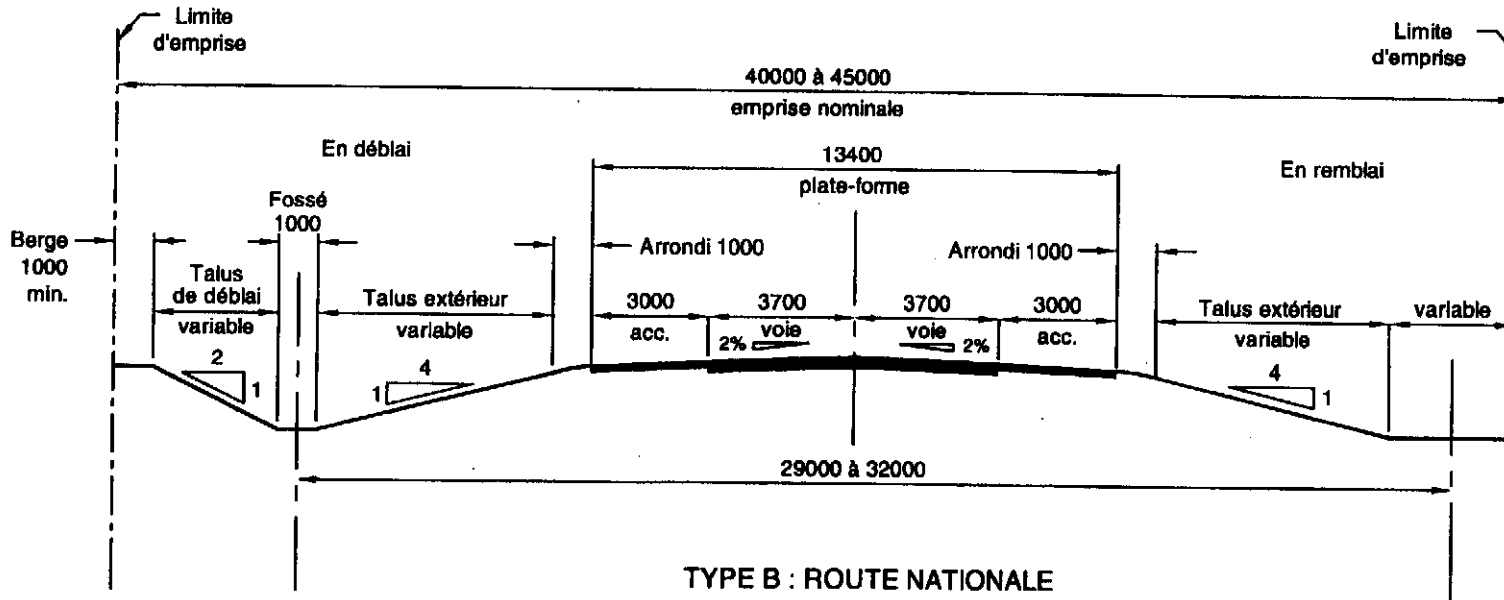 Limite
d'emprise
Limite
d'emprise
40000 à 45000
emprise nominale
En déblai
13400
plate-forme
En remblai
Fossé
1000
Berge
1000
min.
Arrondi 1000
Arrondi 1000
Talus
de déblai
variable
Talus extérieur
variable
3000
acc.
3700
voie
3700
voie
3000
acc.
Talus extérieur
variable
variable
2%
2%
2
1
4
1
4
1
29000 à 32000
TYPE B : ROUTE NATIONALE